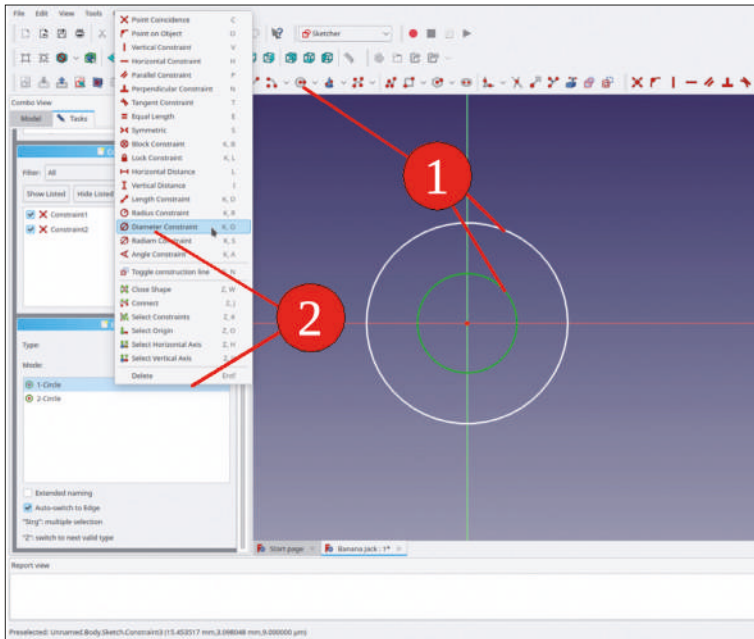 File Edit View Tools
Sketcher
Combo View
Model Tasks
Filter: All
Show Listed Hide Listed
Constraint1
Constraint2
Type:
Mode:
1-Circle
2-Circle
Extended naming
Auto-switch to Edge
"Strg": multiple selection
"Z": switch to next valid type
Point Coincidence C
Point on Object O
Vertical Constraint V
Horizontal Constraint H
Parallel Constraint P
Perpendicular Constraint N
Tangent Constraint T
Equal Length E
Symmetric S
Block Constraint K, B
Lock Constraint K, L
Horizontal Distance L
Vertical Distance I
Length Constraint K, D
Radius Constraint K, R
Diameter Constraint K, O
Radiam Constraint K, S
Angle Constraint K, A
Toggle construction line N
Close Shape Z, W
Connect Z, J
Select Constraints Z, K
Select Origin Z, O
Select Horizontal Axis Z, H
Select Vertical Axis Z,
Delete Entf
1
2
Start page
Banana jack : 1*
Report view
Preselected: Unnamed.Body.Sketch.Constraint3 (15.453517 mm,3.098048 mm,9.000000 µm)